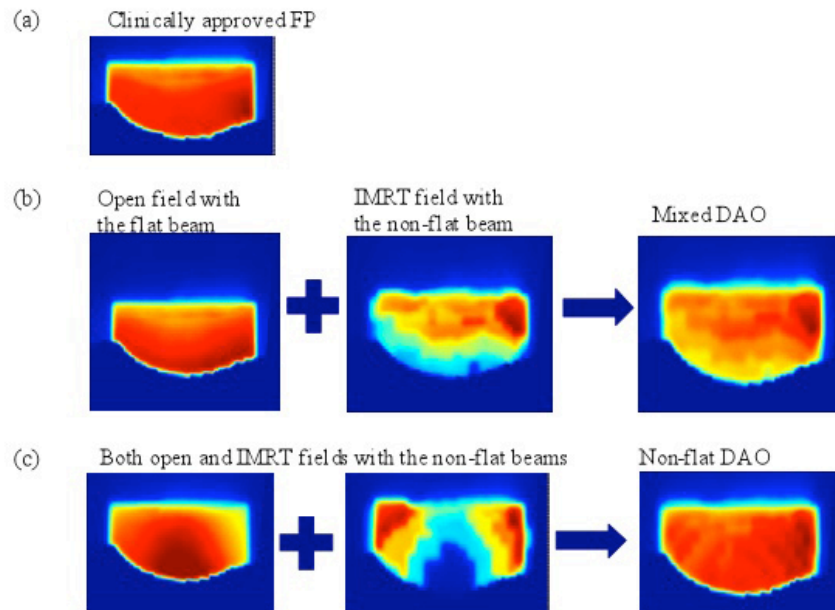 (a)
Clinically approved FP
(b)
Open field with
the flat beam
IMRT field with
the non-flat beam
Mixed DAO
(c)
Both open and IMRT fields with the non-flat beams
Non-flat DAO